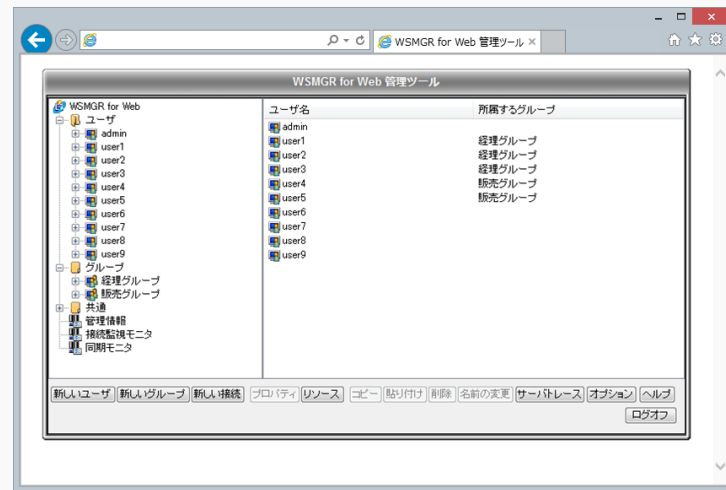 WSMGR for Web 管理ツール
WSMGR for Web 管理ツール
WSMGR for Web
ユーザ
admin
user1
user2
user3
user4
user5
user6
user7
user8
user9
グループ
経理グループ
販売グループ
共通
管理情報
接続監視モニタ
同期モニタ
ユーザ名 所属するグループ
admin
user1 経理グループ
user2 経理グループ
user3 経理グループ
user4 販売グループ
user5 販売グループ
user6
user7
user8
user9
新しいユーザ 新しいグループ 新しい接続 プロパティ リソース コピー 貼り付け 削除 名前の変更 サーバトレース オプション ヘルプ
ログオフ